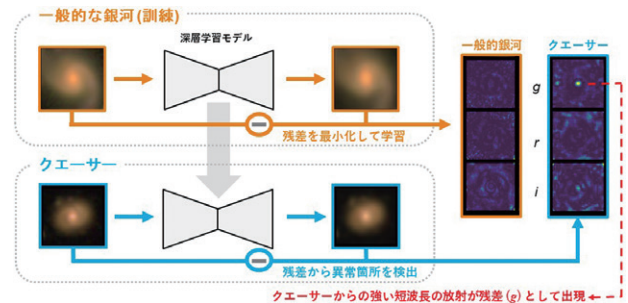 一般的な銀河(訓練)
深層学習モデル
残差を最小化して学習
クエーサー
残差から異常箇所を検出
一般的銀河
クエーサー
g
r
i
クエーサーからの強い短波長の放射が残差(g)として出現